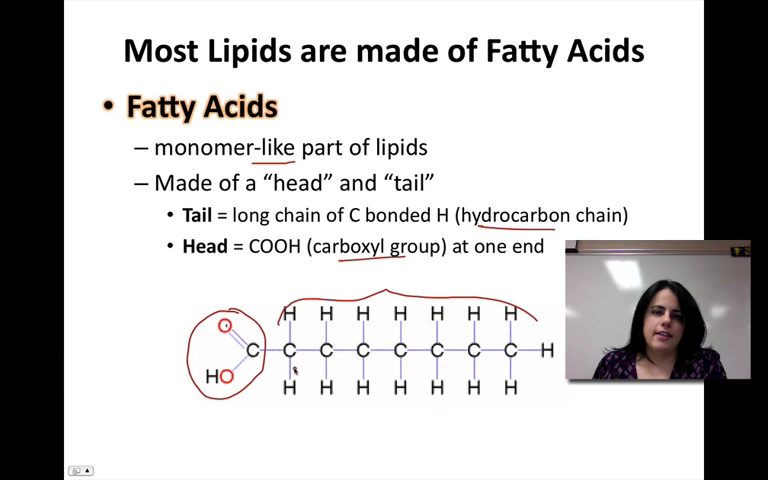 Most Lipids are made of Fatty Acids
• Fatty Acids
– monomer-like part of lipids
– Made of a “head” and “tail”
• Tail = long chain of C bonded H (hydrocarbon chain)
• Head = COOH (carboxyl group) at one end
H H H H H H H
O
C C C C C C C C H
HO
H H H H H H H